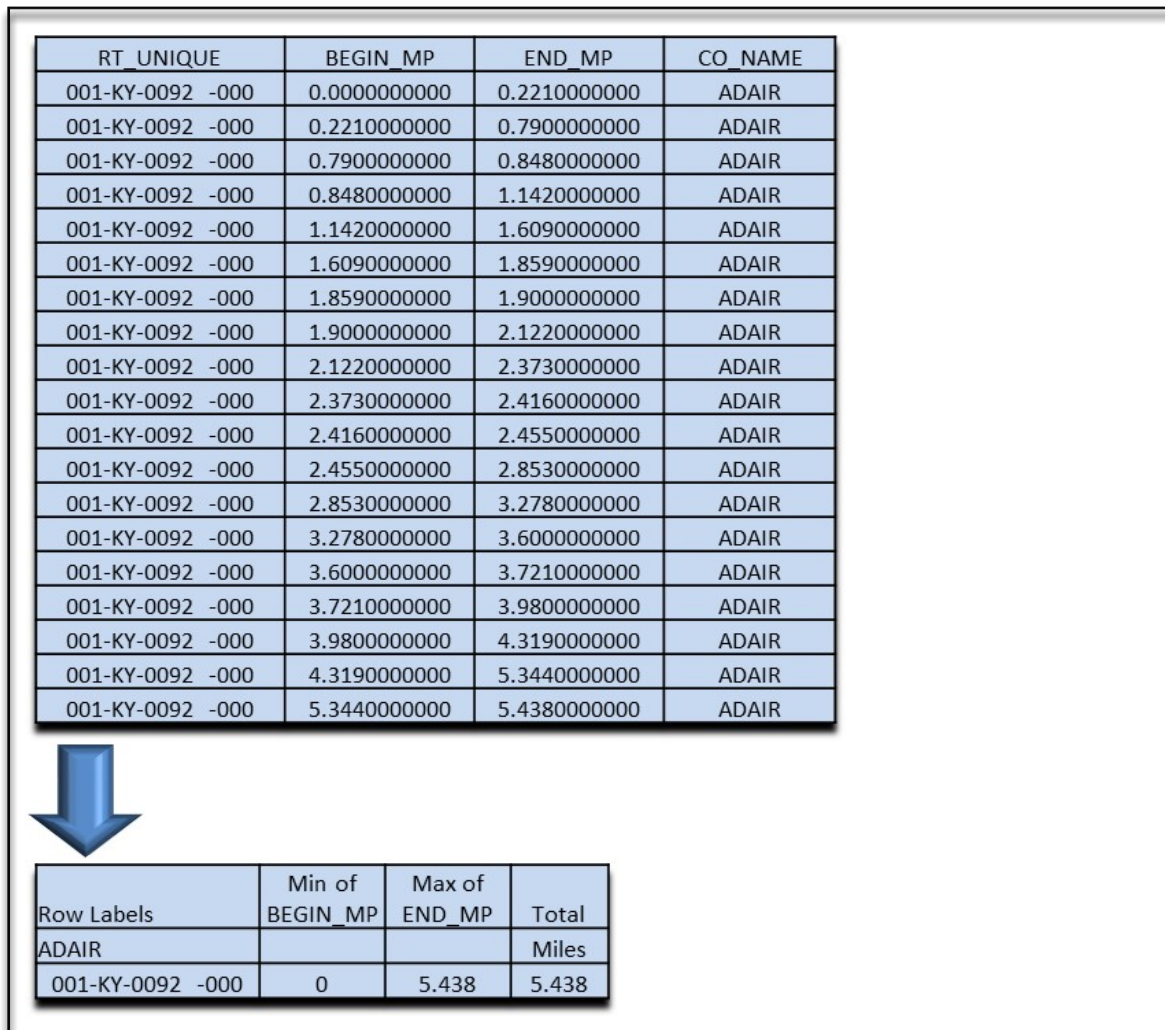 RT_UNIQUE BEGIN_MP END_MP CO_NAME
001-KY-0092 -000 0.0000000000 0.2210000000 ADAIR
001-KY-0092 -000 0.2210000000 0.7900000000 ADAIR
001-KY-0092 -000 0.7900000000 0.8480000000 ADAIR
001-KY-0092 -000 0.8480000000 1.1420000000 ADAIR
001-KY-0092 -000 1.1420000000 1.6090000000 ADAIR
001-KY-0092 -000 1.6090000000 1.8590000000 ADAIR
001-KY-0092 -000 1.8590000000 1.9000000000 ADAIR
001-KY-0092 -000 1.9000000000 2.1220000000 ADAIR
001-KY-0092 -000 2.1220000000 2.3730000000 ADAIR
001-KY-0092 -000 2.3730000000 2.4160000000 ADAIR
001-KY-0092 -000 2.4160000000 2.4550000000 ADAIR
001-KY-0092 -000 2.4550000000 2.8530000000 ADAIR
001-KY-0092 -000 2.8530000000 3.2780000000 ADAIR
001-KY-0092 -000 3.2780000000 3.6000000000 ADAIR
001-KY-0092 -000 3.6000000000 3.7210000000 ADAIR
001-KY-0092 -000 3.7210000000 3.9800000000 ADAIR
001-KY-0092 -000 3.9800000000 4.3190000000 ADAIR
001-KY-0092 -000 4.3190000000 5.3440000000 ADAIR
001-KY-0092 -000 5.3440000000 5.4380000000 ADAIR
Min of Max of
Row Labels BEGIN_MP END_MP Total
ADAIR Miles
001-KY-0092 -000 0 5.438 5.438